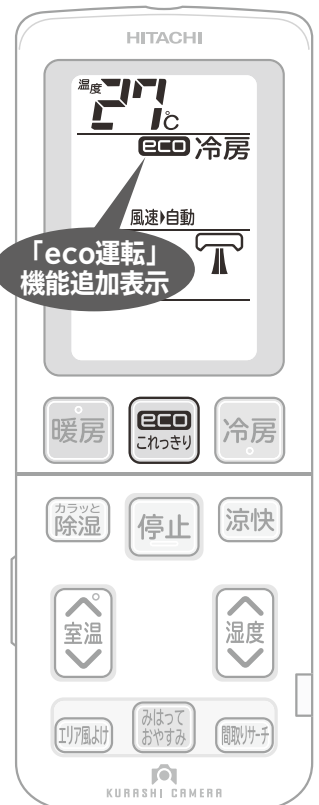 HITACHI
温度 27℃
eco 冷房
風速▶自動
「eco運転」
機能追加表示
暖房
eco
これっきり
冷房
カラッと
除湿
停止
涼快
室温
湿度
エリア風よけ
みはって
おやすみ
間取りサーチ
KURASHI CAMERA